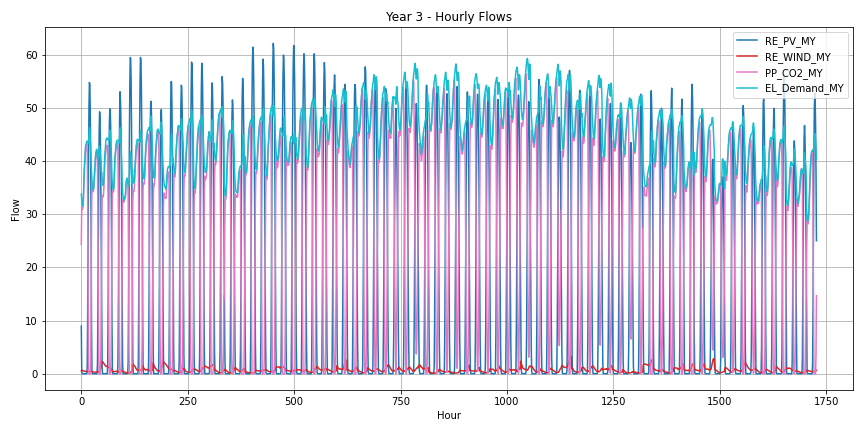 Year 3 - Hourly Flows
RE_PV_MY
RE_WIND_MY
PP_CO2_MY
EL_Demand_MY
Flow
60
50
40
30
20
10
0
0
250
500
750
1000
1250
1500
1750
Hour